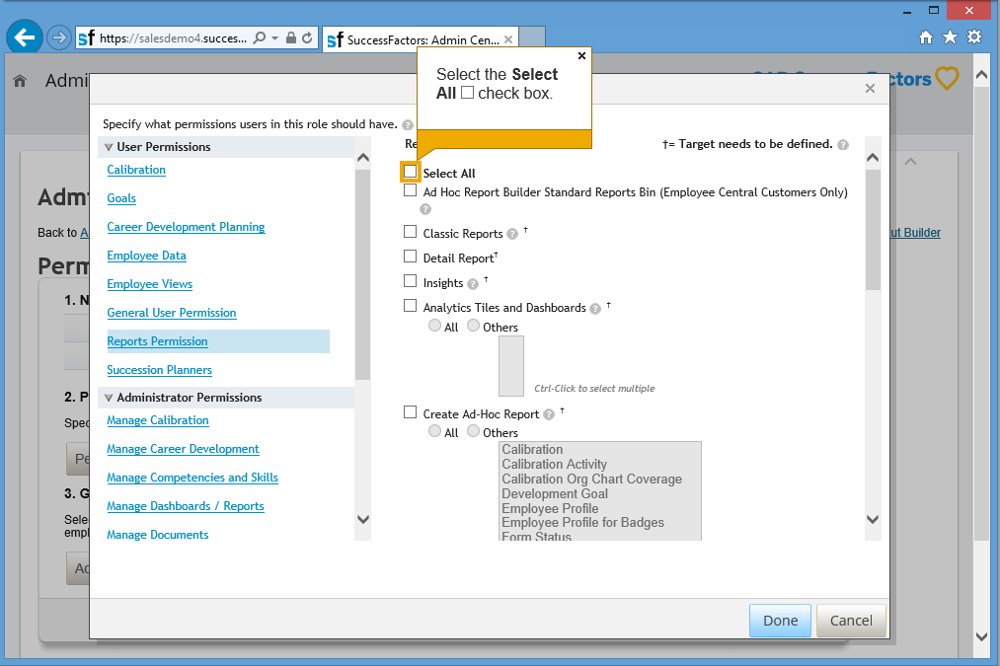 sf https://salesdemo4.succes...
sf SuccessFactors: Admin Cen...
Select the Select
All check box.
Admi
ctors
Specify what permissions users in this role should have.
Re
†= Target needs to be defined.
User Permissions
Calibration
Goals
Career Development Planning
Employee Data
Employee Views
General User Permission
Reports Permission
Succession Planners
Administrator Permissions
Manage Calibration
Manage Career Development
Manage Competencies and Skills
Manage Dashboards / Reports
Manage Documents
Select All
Ad Hoc Report Builder Standard Reports Bin (Employee Central Customers Only)
Classic Reports †
Detail Report†
Insights †
Analytics Tiles and Dashboards †
All Others
Ctrl-Click to select multiple
Create Ad-Hoc Report †
All Others
Calibration
Calibration Activity
Calibration Org Chart Coverage
Development Goal
Employee Profile
Employee Profile for Badges
Form Status
Adm
Back to A
ut Builder
Perm
1. N
2. P
Spec
Pe
3. G
Selec
empl
Ad
Done
Cancel